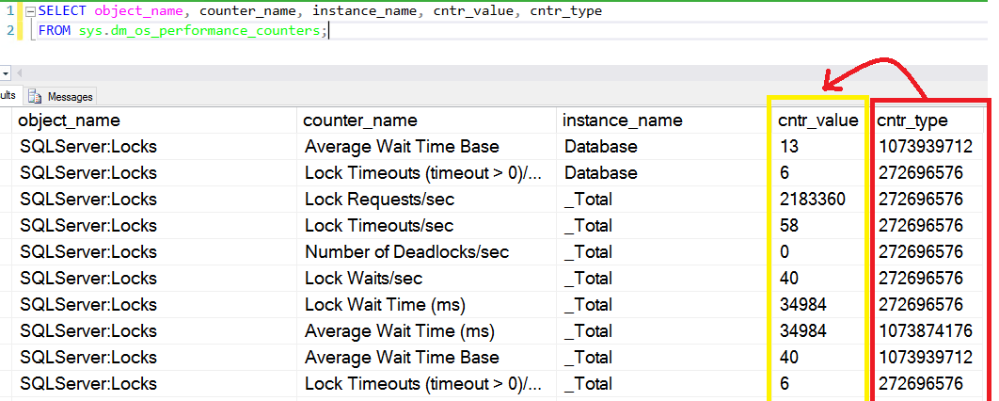 1 SELECT object_name, counter_name, instance_name, cntr_value, cntr_type
2 FROM sys.dm_os_performance_counters;
ults Messages
object_name counter_name instance_name cntr_value cntr_type
SQLServer:Locks Average Wait Time Base Database 13 1073939712
SQLServer:Locks Lock Timeouts (timeout > 0)/... Database 6 272696576
SQLServer:Locks Lock Requests/sec _Total 2183360 272696576
SQLServer:Locks Lock Timeouts/sec _Total 58 272696576
SQLServer:Locks Number of Deadlocks/sec _Total 0 272696576
SQLServer:Locks Lock Waits/sec _Total 40 272696576
SQLServer:Locks Lock Wait Time (ms) _Total 34984 272696576
SQLServer:Locks Average Wait Time (ms) _Total 34984 1073874176
SQLServer:Locks Average Wait Time Base _Total 40 1073939712
SQLServer:Locks Lock Timeouts (timeout > 0)/... _Total 6 272696576